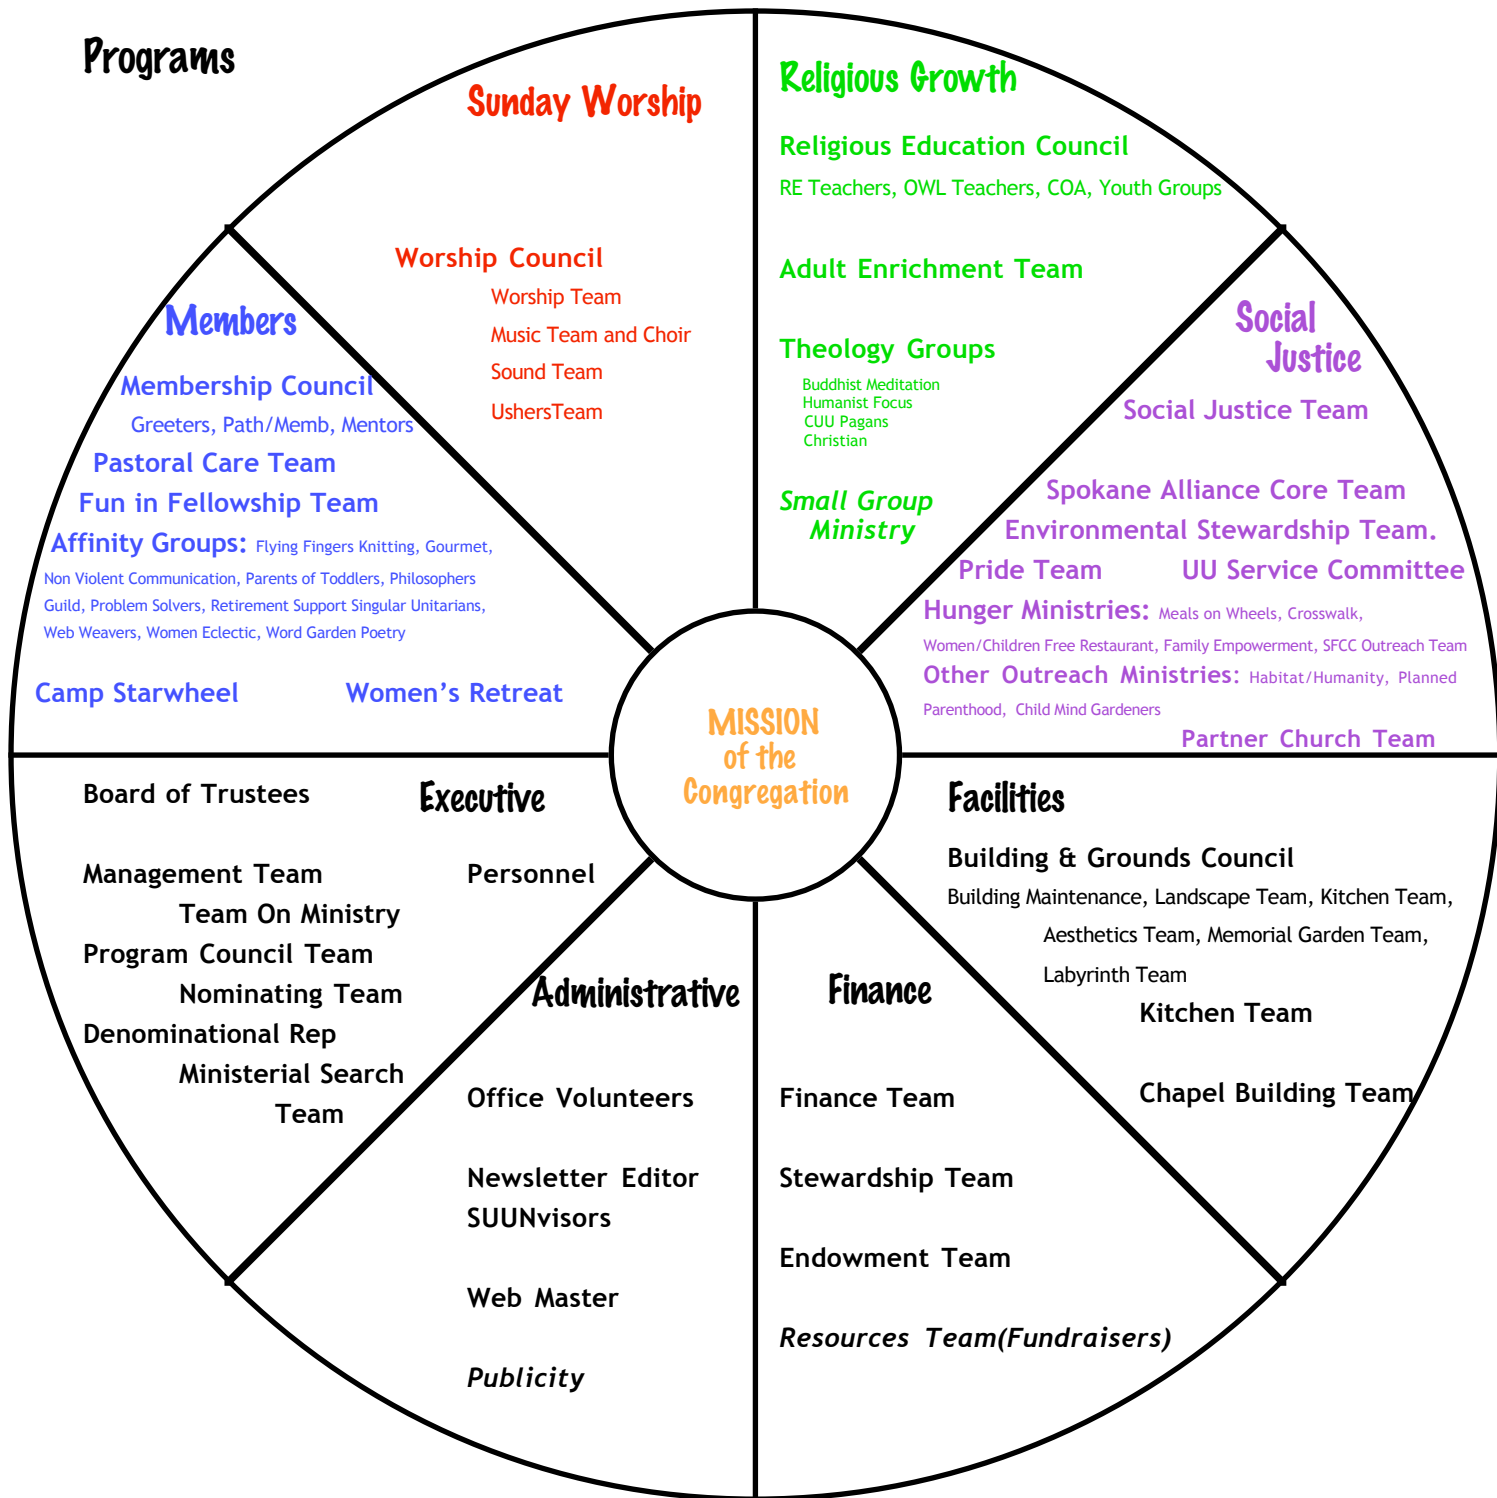 Programs
Sunday Worship
Worship Council
Worship Team
Music Team and Choir
Sound Team
UshersTeam
Religious Growth
Religious Education Council
RE Teachers, OWL Teachers, COA, Youth Groups
Adult Enrichment Team
Theology Groups
Buddhist Meditation
Humanist Focus
CUU Pagans
Christian
Small Group
Ministry
Members
Membership Council
Greeters, Path/Memb, Mentors
Pastoral Care Team
Fun in Fellowship Team
Affinity Groups: Flying Fingers Knitting, Gourmet,
Non Violent Communication, Parents of Toddlers, Philosophers
Guild, Problem Solvers, Retirement Support Singular Unitarians,
Web Weavers, Women Eclectic, Word Garden Poetry
Camp Starwheel Women’s Retreat
Social
Justice
Social Justice Team
Spokane Alliance Core Team
Environmental Stewardship Team.
Pride Team UU Service Committee
Hunger Ministries: Meals on Wheels, Crosswalk,
Women/Children Free Restaurant, Family Empowerment, SFCC Outreach Team
Other Outreach Ministries: Habitat/Humanity, Planned
Parenthood, Child Mind Gardeners
Partner Church Team
MISSION
of the
Congregation
Board of Trustees Executive
Management Team Personnel
Team On Ministry
Program Council Team
Nominating Team
Denominational Rep
Ministerial Search
Team
Administrative
Office Volunteers
Newsletter Editor
SUUNvisors
Web Master
Publicity
Finance
Finance Team
Stewardship Team
Endowment Team
Resources Team(Fundraisers)
Facilities
Building & Grounds Council
Building Maintenance, Landscape Team, Kitchen Team,
Aesthetics Team, Memorial Garden Team,
Labyrinth Team
Kitchen Team
Chapel Building Team